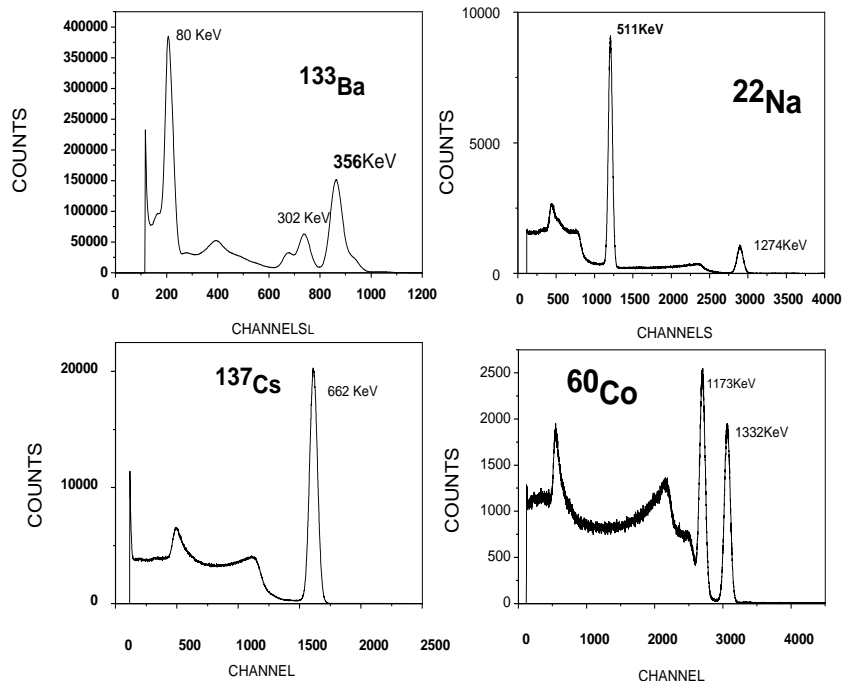 400000
350000
300000
250000
200000
150000
100000
50000
0
COUNTS
80 KeV
133Ba
356KeV
302 KeV
0 200 400 600 800 1000 1200
CHANNELSL
10000
5000
0
COUNTS
511KeV
22Na
1274KeV
0 500 1000 1500 2000 2500 3000 3500 4000
CHANNELS
20000
10000
0
COUNTS
137Cs
662 KeV
0 500 1000 1500 2000 2500
CHANNEL
2500
2000
1500
1000
500
0
COUNTS
60Co
1173KeV
1332KeV
0 1000 2000 3000 4000
CHANNEL